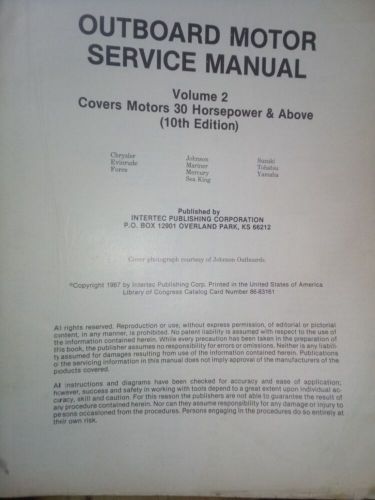 OUTBOARD MOTOR
SERVICE MANUAL
Volume 2
Covers Motors 30 Horsepower & Above
(10th Edition)
Chrysler
Evinrude
Force
Johnson
Mariner
Mercury
Sea King
Suzuki
Tohatsu
Yamaha
Published by
INTERTEC PUBLISHING CORPORATION
P.O. BOX 12901 OVERLAND PARK, KS 66212
Cover photograph courtesy of Johnson Outboards.
©Copyright 1987 by Intertec Publishing Corp. Printed in the United States of America
Library of Congress Catalog Card Number 86-83161
All rights reserved. Reproduction or use, without express permission, of editorial or pictorial
content, in any manner, is prohibited. No patent liability is assumed with respect to the use of
the information contained herein. While every precaution has been taken in the preparation of
this book, the publisher assumes no responsibility for errors or omissions. Neither is any liabili-
ty assumed for damages resulting from use of the information contained herein. Publications
of the servicing information in this manual does not imply approval of the manufacturers of the
products covered.
All instructions and diagrams have been checked for accuracy and ease of application;
however, success and safety in working with tools depend to a great extent upon individual ac-
curacy, skill and caution. For this reason the publishers are not able to guarantee the result of
any procedure contained herein. Nor can they assume responsibility for any damage to property or injury to
persons occasioned from the procedures. Persons engaging in the procedures do so entirely at
their own risk.